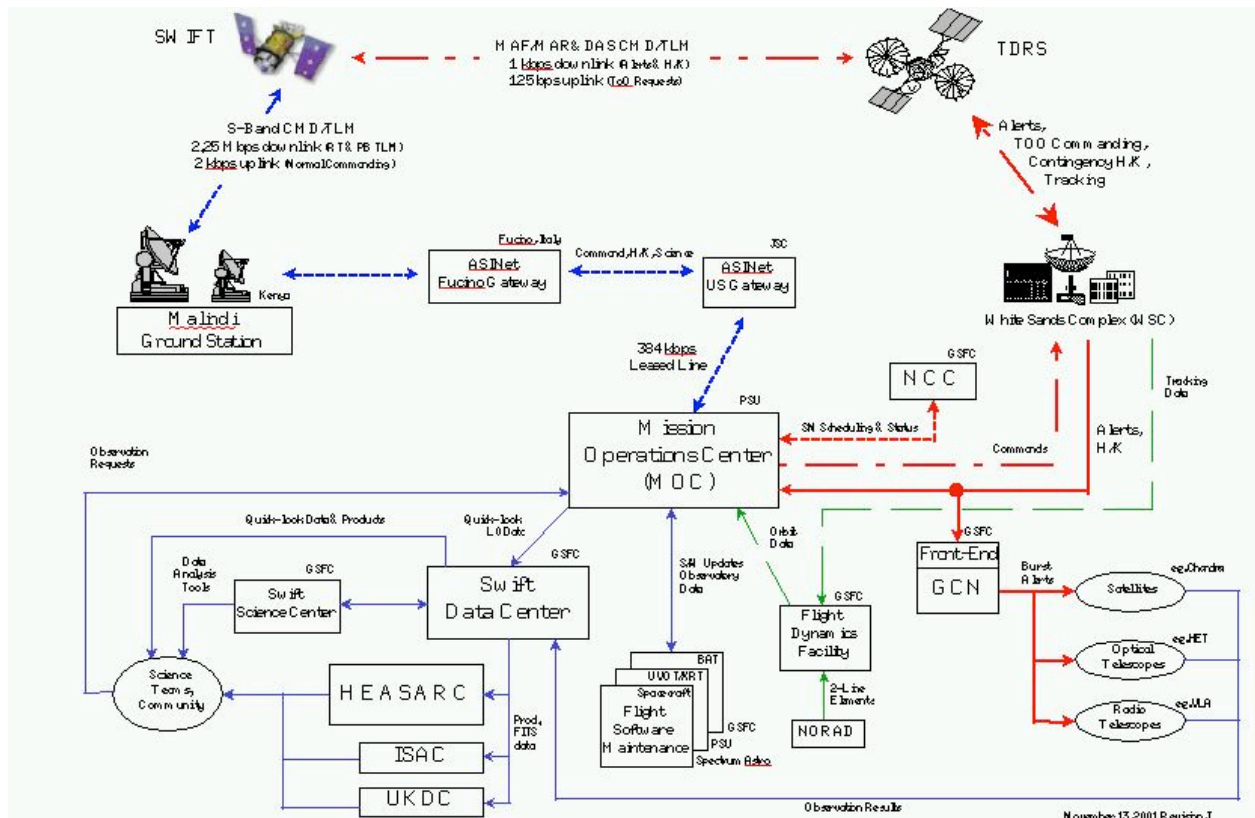 SWIFT
MAF/MAR & DAS CMD/TLM
1 kbps downlink (Alerts & H/K)
125 bps uplink (ToO Requests)
TDRS
S-Band CMD/TLM
2.25 Mbps downlink (RT & PB TLM)
2 kbps uplink (Normal Commanding)
Alerts,
TOO Commanding,
Contingency H/K,
Tracking
Kenya
Malindi
Ground Station
Fucino, Italy
ASINet
Fucino Gateway
Command, H/K, Science
JSC
ASINet
US Gateway
White Sands Complex (WSC)
384 kbps
Leased Line
GSFC
NCC
Tracking
Data
PSU
Mission
Operations Center
(MOC)
SN Scheduling & Status
Commands
Alerts,
H/K
Observation
Requests
Quick-look Data & Products
Quick-look
L0 Data
Orbit
Data
S/W Updates
Observatory
Data
GSFC
Front-End
GCN
Burst
Alerts
e.g. Chandra
Satellites
e.g. HET
Optical
Telescopes
e.g. VLA
Radio
Telescopes
Data
Analysis
Tools
GSFC
Swift
Science Center
GSFC
Swift
Data Center
GSFC
Flight
Dynamics
Facility
2-Line
Elements
NORAD
Science
Teams,
Community
HEASARC
ISAC
UKDC
Prod,
FITS
data
BAT
UVOT/XRT
Spacecraft
Flight
Software
Maintenance
GSFC
PSU
Spectrum Astro
Observation Results
November 13, 2001 Revision T